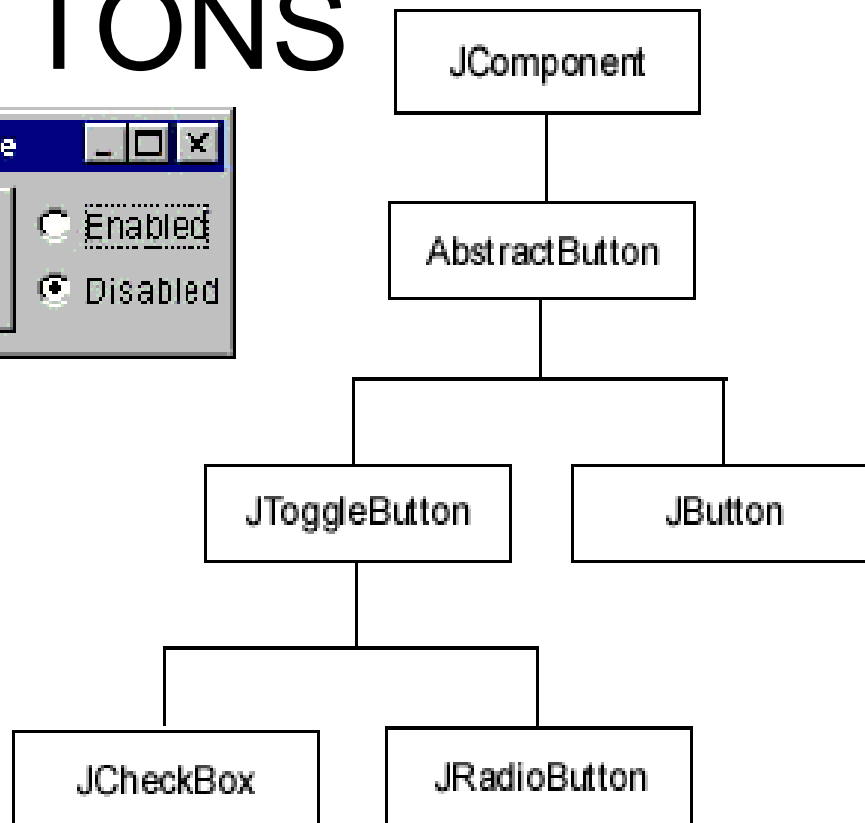 TONS
JComponent
e
Enabled
Disabled
AbstractButton
JToggleButton
JButton
JCheckBox
JRadioButton